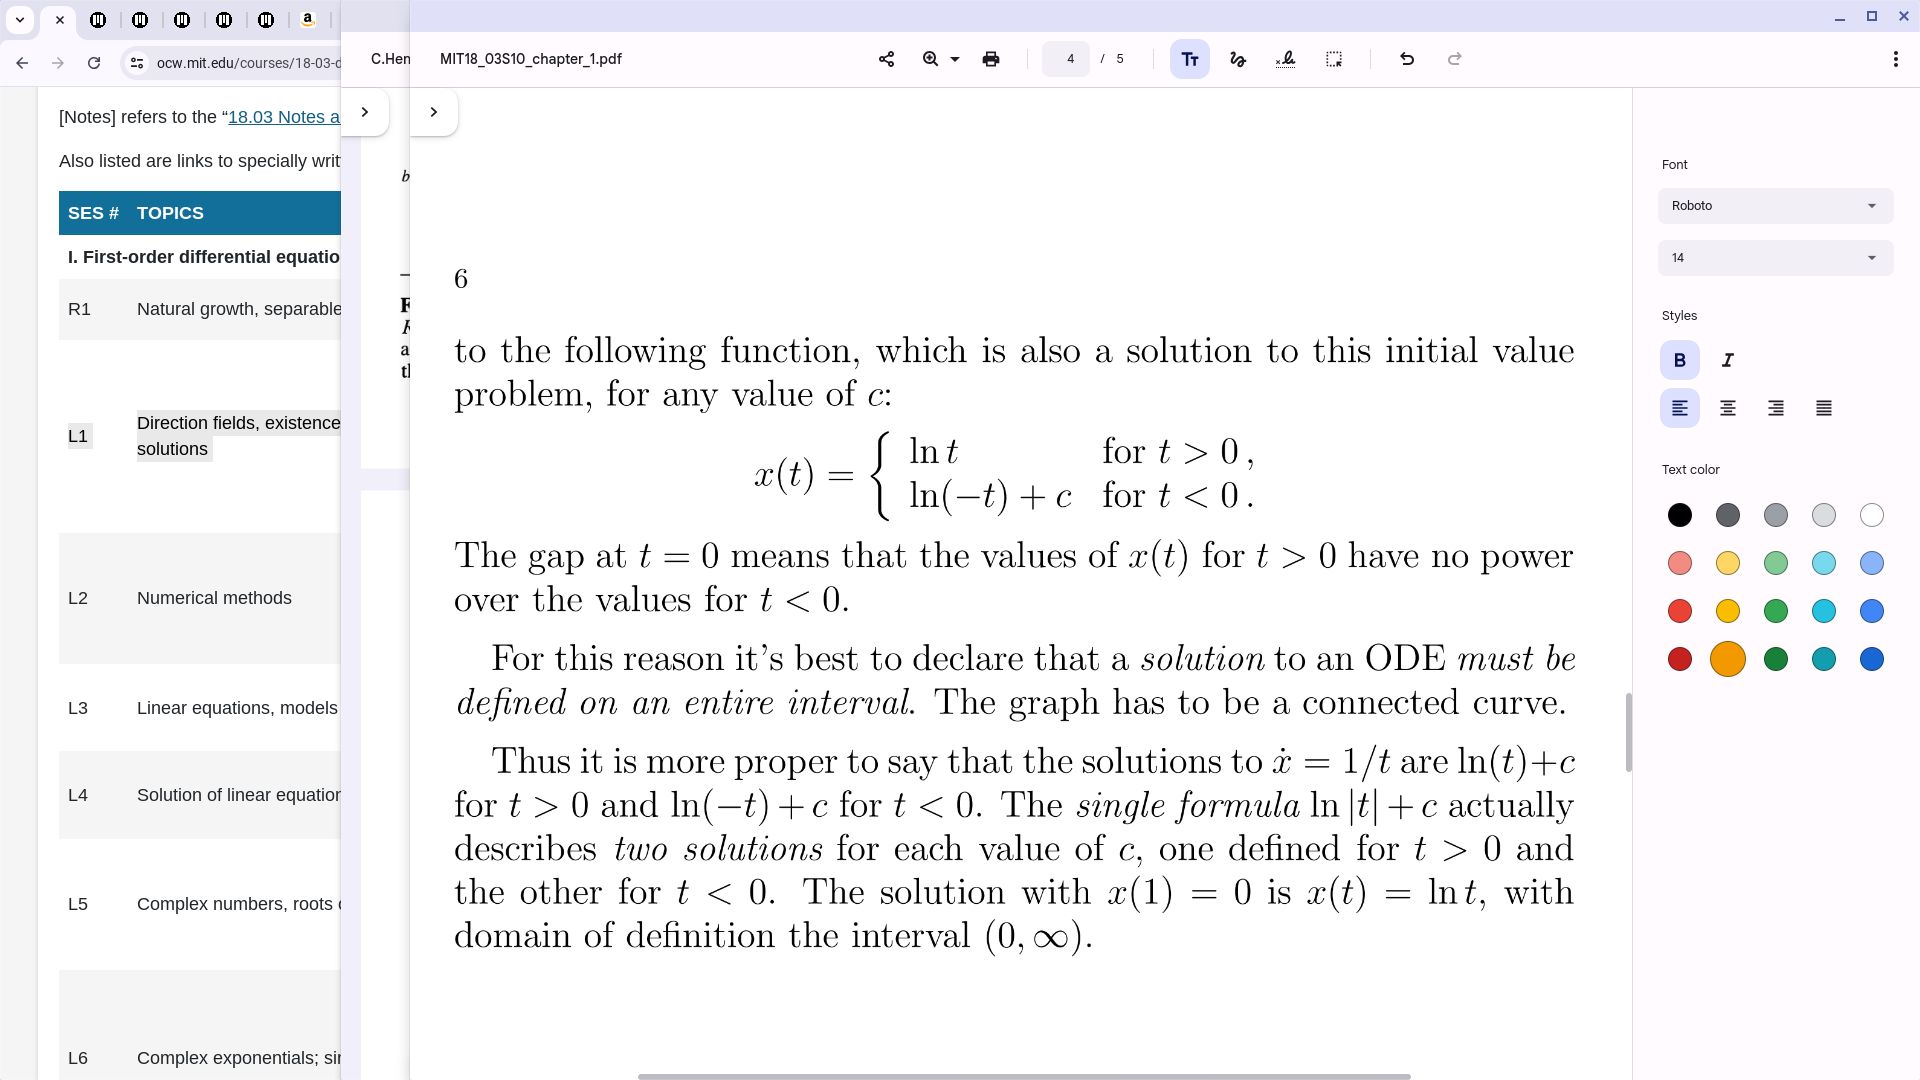 ocw.mit.edu/courses/18-03-d
[Notes] refers to the “18.03 Notes a
Also listed are links to specially writ
SES # TOPICS
I. First-order differential equatio
R1 Natural growth, separable
L1 Direction fields, existence
solutions
L2 Numerical methods
L3 Linear equations, models
L4 Solution of linear equation
L5 Complex numbers, roots o
L6 Complex exponentials; sin
C.Hen
b
F
R
a
th
MIT18_03S10_chapter_1.pdf
4 / 5
6
to the following function, which is also a solution to this initial value
problem, for any value of c:
x(t) = { ln t for t > 0 ,
ln(−t) + c for t < 0 .
The gap at t = 0 means that the values of x(t) for t > 0 have no power
over the values for t < 0.
For this reason it’s best to declare that a solution to an ODE must be
defined on an entire interval. The graph has to be a connected curve.
Thus it is more proper to say that the solutions to ẋ = 1/t are ln(t)+c
for t > 0 and ln(−t) + c for t < 0. The single formula ln |t| + c actually
describes two solutions for each value of c, one defined for t > 0 and
the other for t < 0. The solution with x(1) = 0 is x(t) = ln t, with
domain of definition the interval (0, ∞).
Font
Roboto
14
Styles
B I
Text color